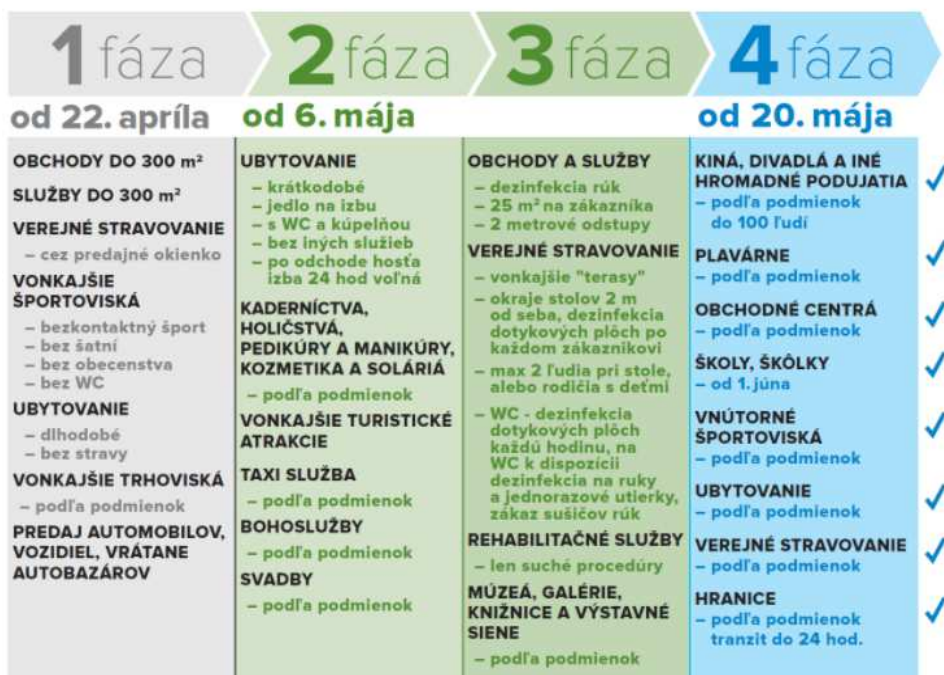 1 fáza
od 22. apríla
OBCHODY DO 300 m²
SLUŽBY DO 300 m²
VEREJNÉ STRAVOVANIE
– cez predajné okienko
VONKAJŠIE
ŠPORTOVISKÁ
– bezkontaktný šport
– bez šatní
– bez obecenstva
– bez WC
UBYTOVANIE
– dlhodobé
– bez stravy
VONKAJŠIE TRHOVISKÁ
– podľa podmienok
PREDAJ AUTOMOBILOV,
VOZIDIEL, VRÁTANE
AUTOBAZÁROV
2 fáza
od 6. mája
UBYTOVANIE
– krátkodobé
– jedlo na izbu
– s WC a kúpeľňou
– bez iných služieb
– po odchode hosťa
izba 24 hod voľná
KADERNÍCTVA,
HOLIČSTVÁ,
PEDIKÚRY A MANIKÚRY,
KOZMETIKA A SOLÁRIÁ
– podľa podmienok
VONKAJŠIE TURISTICKÉ
ATRAKCIE
TAXI SLUŽBA
– podľa podmienok
BOHOSLUŽBY
– podľa podmienok
SVADBY
– podľa podmienok
3 fáza
OBCHODY A SLUŽBY
– dezinfekcia rúk
– 25 m² na zákazníka
– 2 metrové odstupy
VEREJNÉ STRAVOVANIE
– vonkajšie "terasy"
– okraje stolov 2 m
od seba, dezinfekcia
dotykových plôch po
každom zákazníkovi
– max 2 ľudia pri stole,
alebo rodičia s deťmi
– WC - dezinfekcia
dotykových plôch
každú hodinu, na
WC k dispozícii
dezinfekcia na ruky
a jednorazové utierky,
zákaz sušičov rúk
REHABILITAČNÉ SLUŽBY
– len suché procedúry
MÚZEÁ, GALÉRIE,
KNIŽNICE A VÝSTAVNÉ
SIENE
– podľa podmienok
4 fáza
od 20. mája
KINÁ, DIVADLÁ A INÉ
HROMADNÉ PODUJATIA
– podľa podmienok
do 100 ľudí
PLAVÁRNE
– podľa podmienok
OBCHODNÉ CENTRÁ
– podľa podmienok
ŠKOLY, ŠKÔLKY
– od 1. júna
VNÚTORNÉ
ŠPORTOVISKÁ
– podľa podmienok
UBYTOVANIE
– podľa podmienok
VEREJNÉ STRAVOVANIE
– podľa podmienok
HRANICE
– podľa podmienok
tranzit do 24 hod.